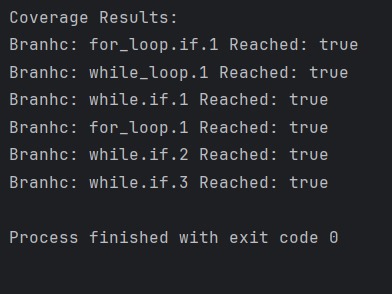 Coverage Results:
Branhc: for_loop.if.1 Reached: true
Branhc: while_loop.1 Reached: true
Branhc: while.if.1 Reached: true
Branhc: for_loop.1 Reached: true
Branhc: while.if.2 Reached: true
Branhc: while.if.3 Reached: true
Process finished with exit code 0